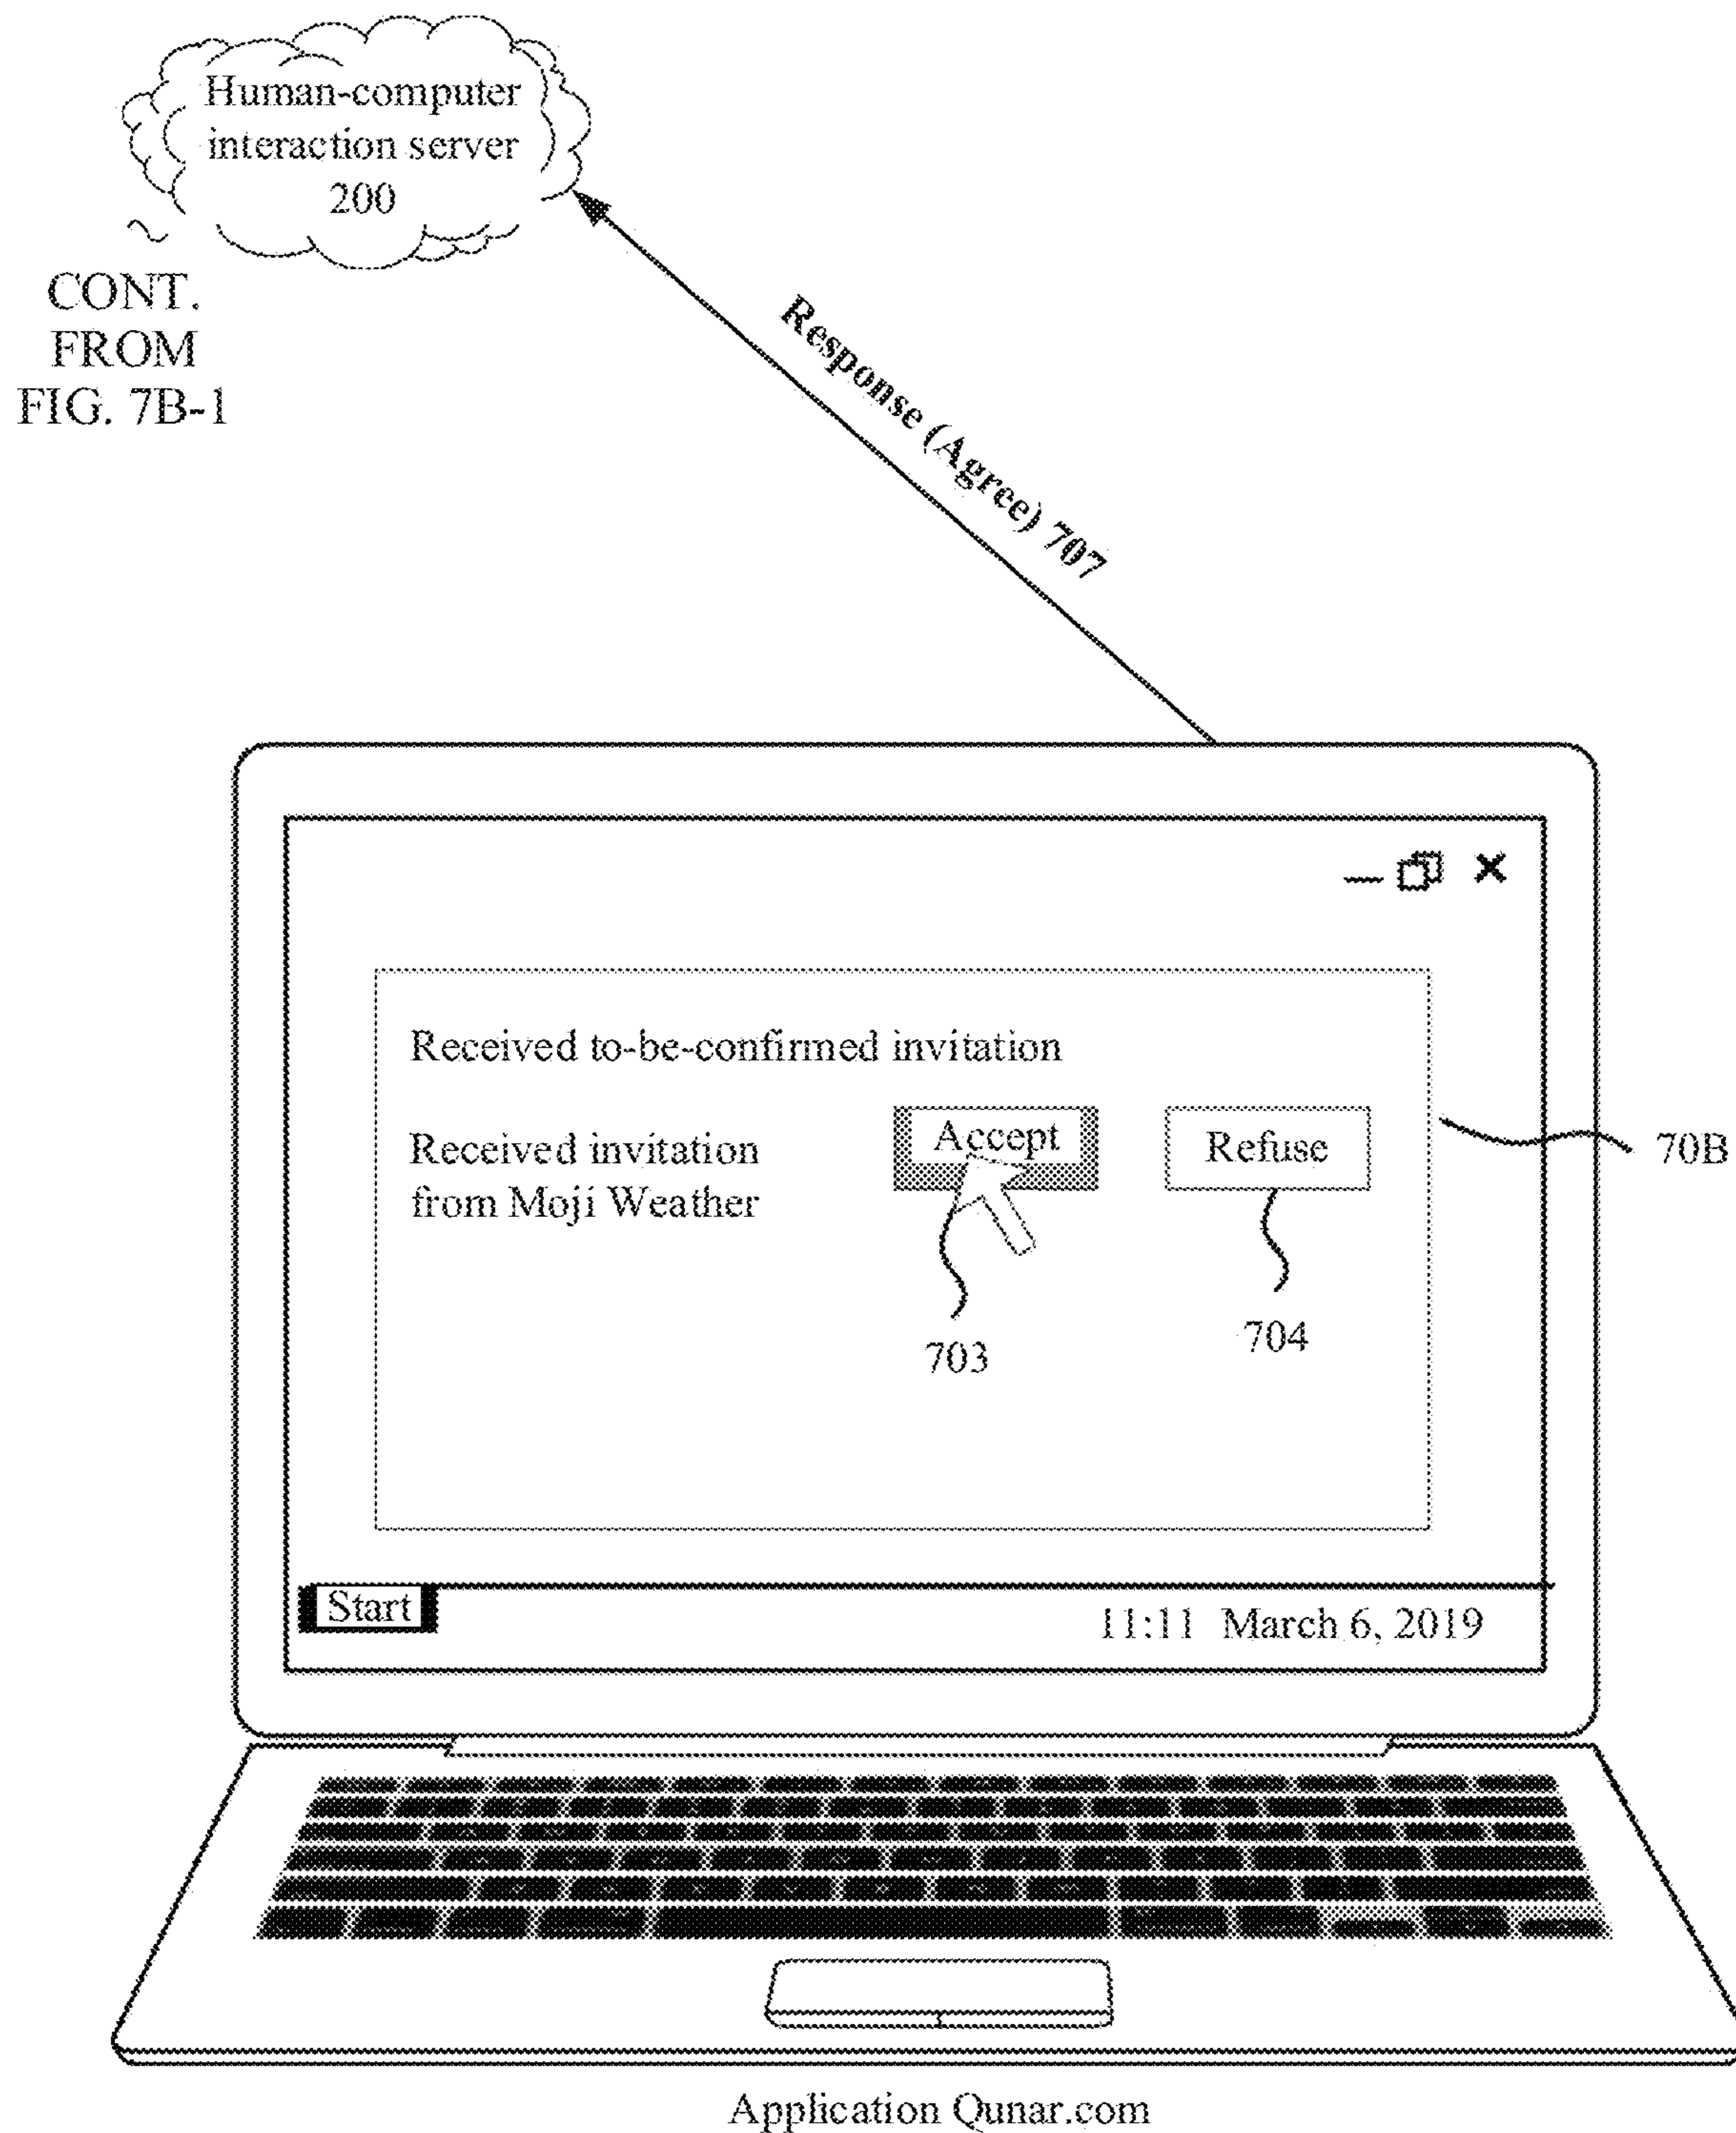 Human-computer
interaction server
200
CONT.
FROM
FIG. 7B-1
Response (Agree) 707
Received to-be-confirmed invitation
Received invitation
from Moji Weather
Accept
Refuse
70B
703
704
Start
11:11 March 6, 2019
Application Qunar.com